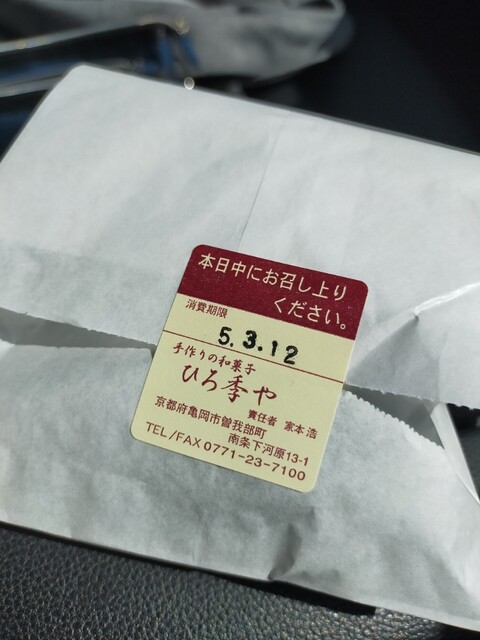 本日中にお召し上り
ください。
消費期限
5.3.12
手作りの和菓子
ひろ季や
責任者 家本 浩
京都府亀岡市曽我部町
南条下河原13-1
TEL/FAX 0771-23-7100